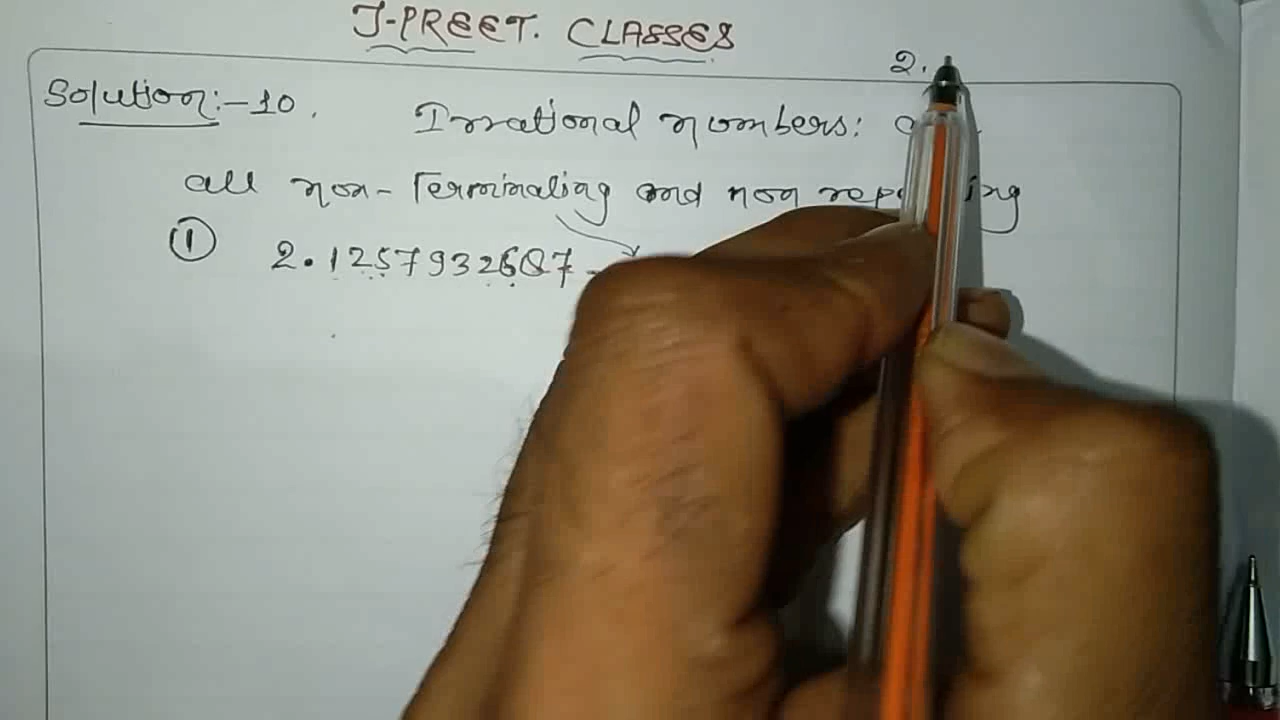 J-PREET. CLASSES
2.
Solution:-10. Irrational numbers:
all non-Terminating and non
① 2.1257932687